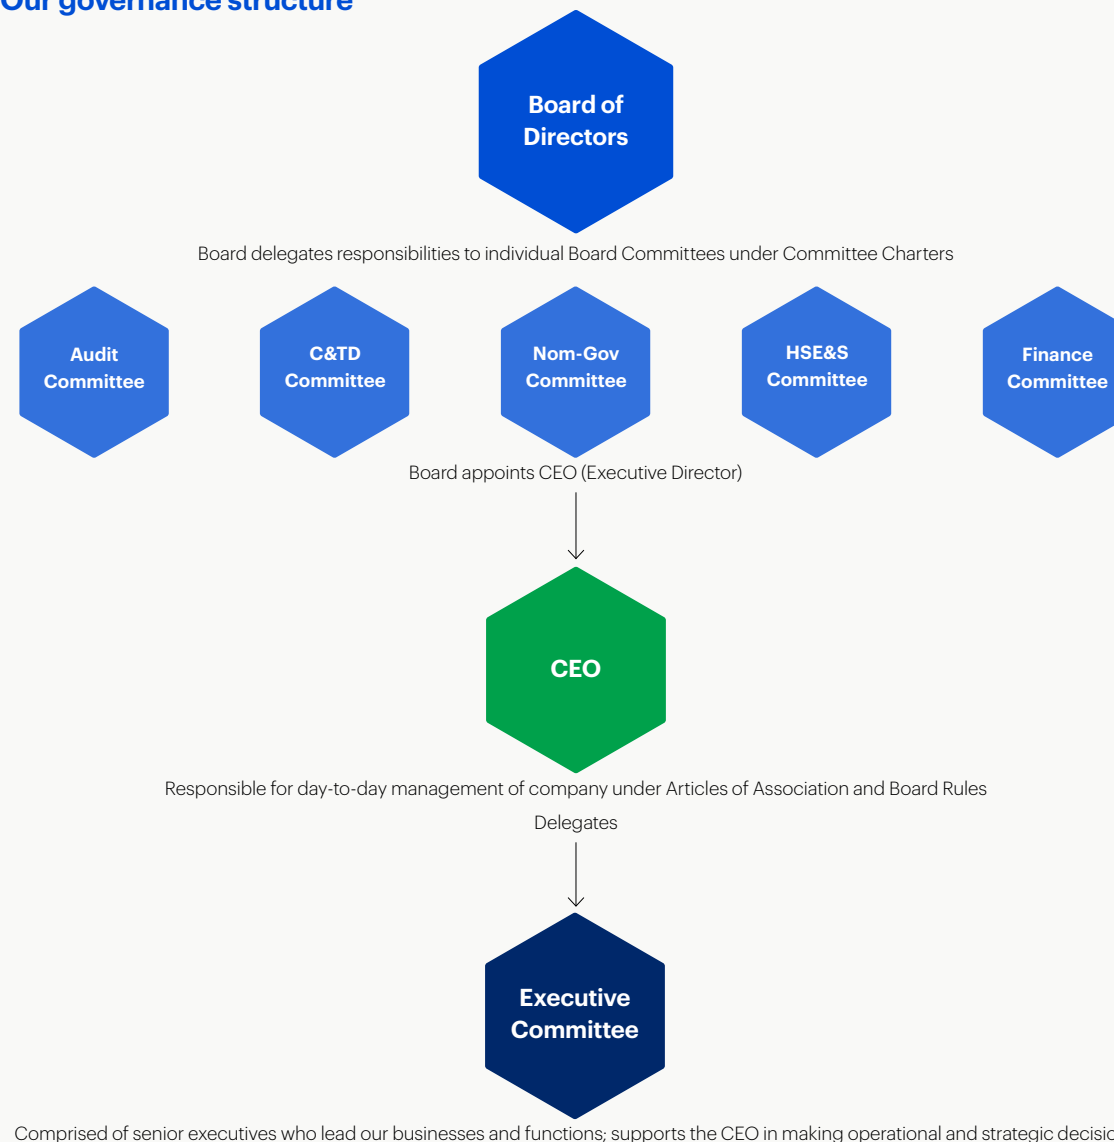 Our governance structure
Board of
Directors
Board delegates responsibilities to individual Board Committees under Committee Charters
Audit
Committee
C&TD
Committee
Nom-Gov
Committee
HSE&S
Committee
Finance
Committee
Board appoints CEO (Executive Director)
CEO
Responsible for day-to-day management of company under Articles of Association and Board Rules
Delegates
Executive
Committee
Comprised of senior executives who lead our businesses and functions; supports the CEO in making operational and strategic